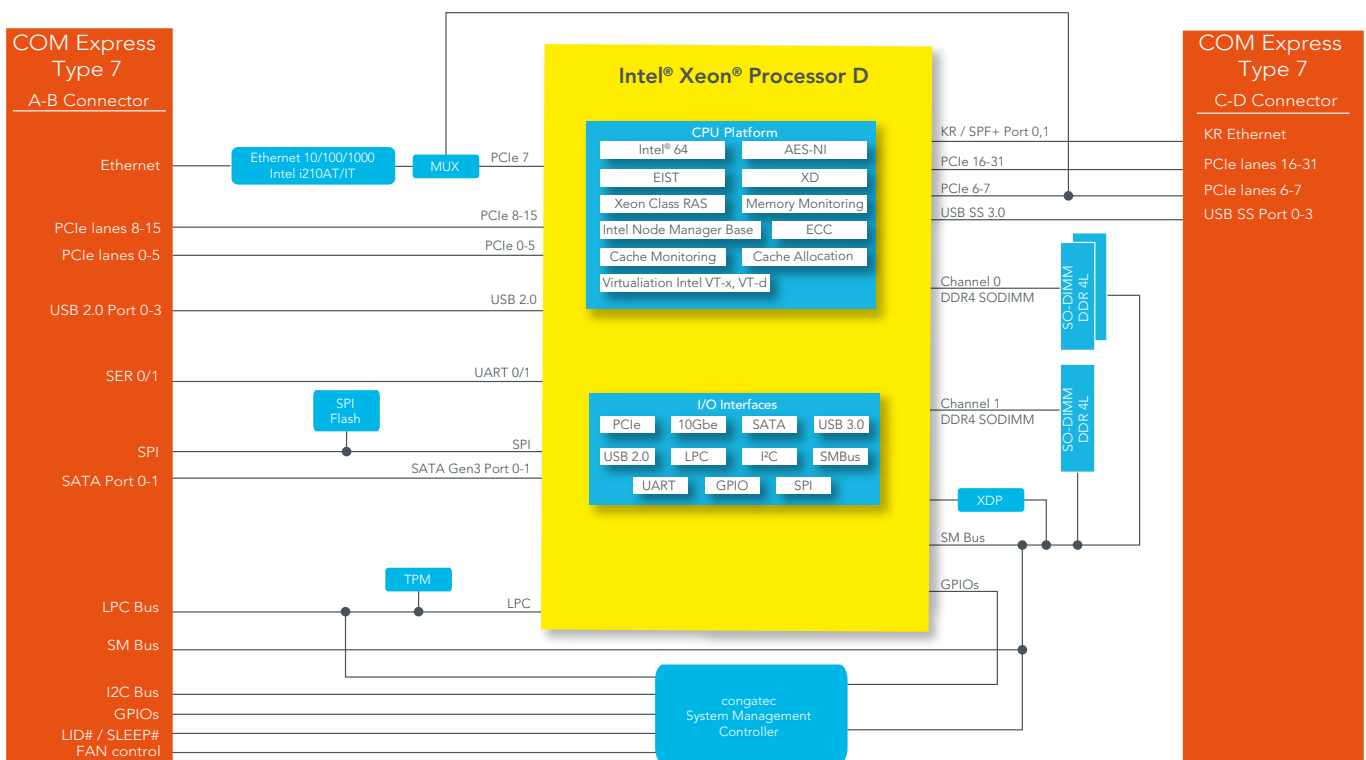 COM Express
Type 7
A-B Connector
Ethernet
PCIe lanes 8-15
PCIe lanes 0-5
USB 2.0 Port 0-3
SER 0/1
SPI
SATA Port 0-1
LPC Bus
SM Bus
I2C Bus
GPIOs
LID# / SLEEP#
FAN control
Ethernet 10/100/1000
Intel i210AT/IT
MUX
PCIe 7
PCIe 8-15
PCIe 0-5
USB 2.0
UART 0/1
SPI
Flash
SPI
SATA Gen3 Port 0-1
TPM
LPC
Intel® Xeon® Processor D
CPU Platform
Intel® 64
AES-NI
EIST
XD
Xeon Class RAS
Memory Monitoring
Intel Node Manager Base
ECC
Cache Monitoring
Cache Allocation
Virtualiation Intel VT-x, VT-d
I/O Interfaces
PCIe
10Gbe
SATA
USB 3.0
USB 2.0
LPC
I²C
SMBus
UART
GPIO
SPI
congatec
System Management
Controller
KR / SPF+ Port 0,1
PCIe 16-31
PCIe 6-7
USB SS 3.0
Channel 0
DDR4 SODIMM
SO-DIMM
DDR 4L
Channel 1
DDR4 SODIMM
SO-DIMM
DDR 4L
XDP
SM Bus
GPIOs
COM Express
Type 7
C-D Connector
KR Ethernet
PCIe lanes 16-31
PCIe lanes 6-7
USB SS Port 0-3